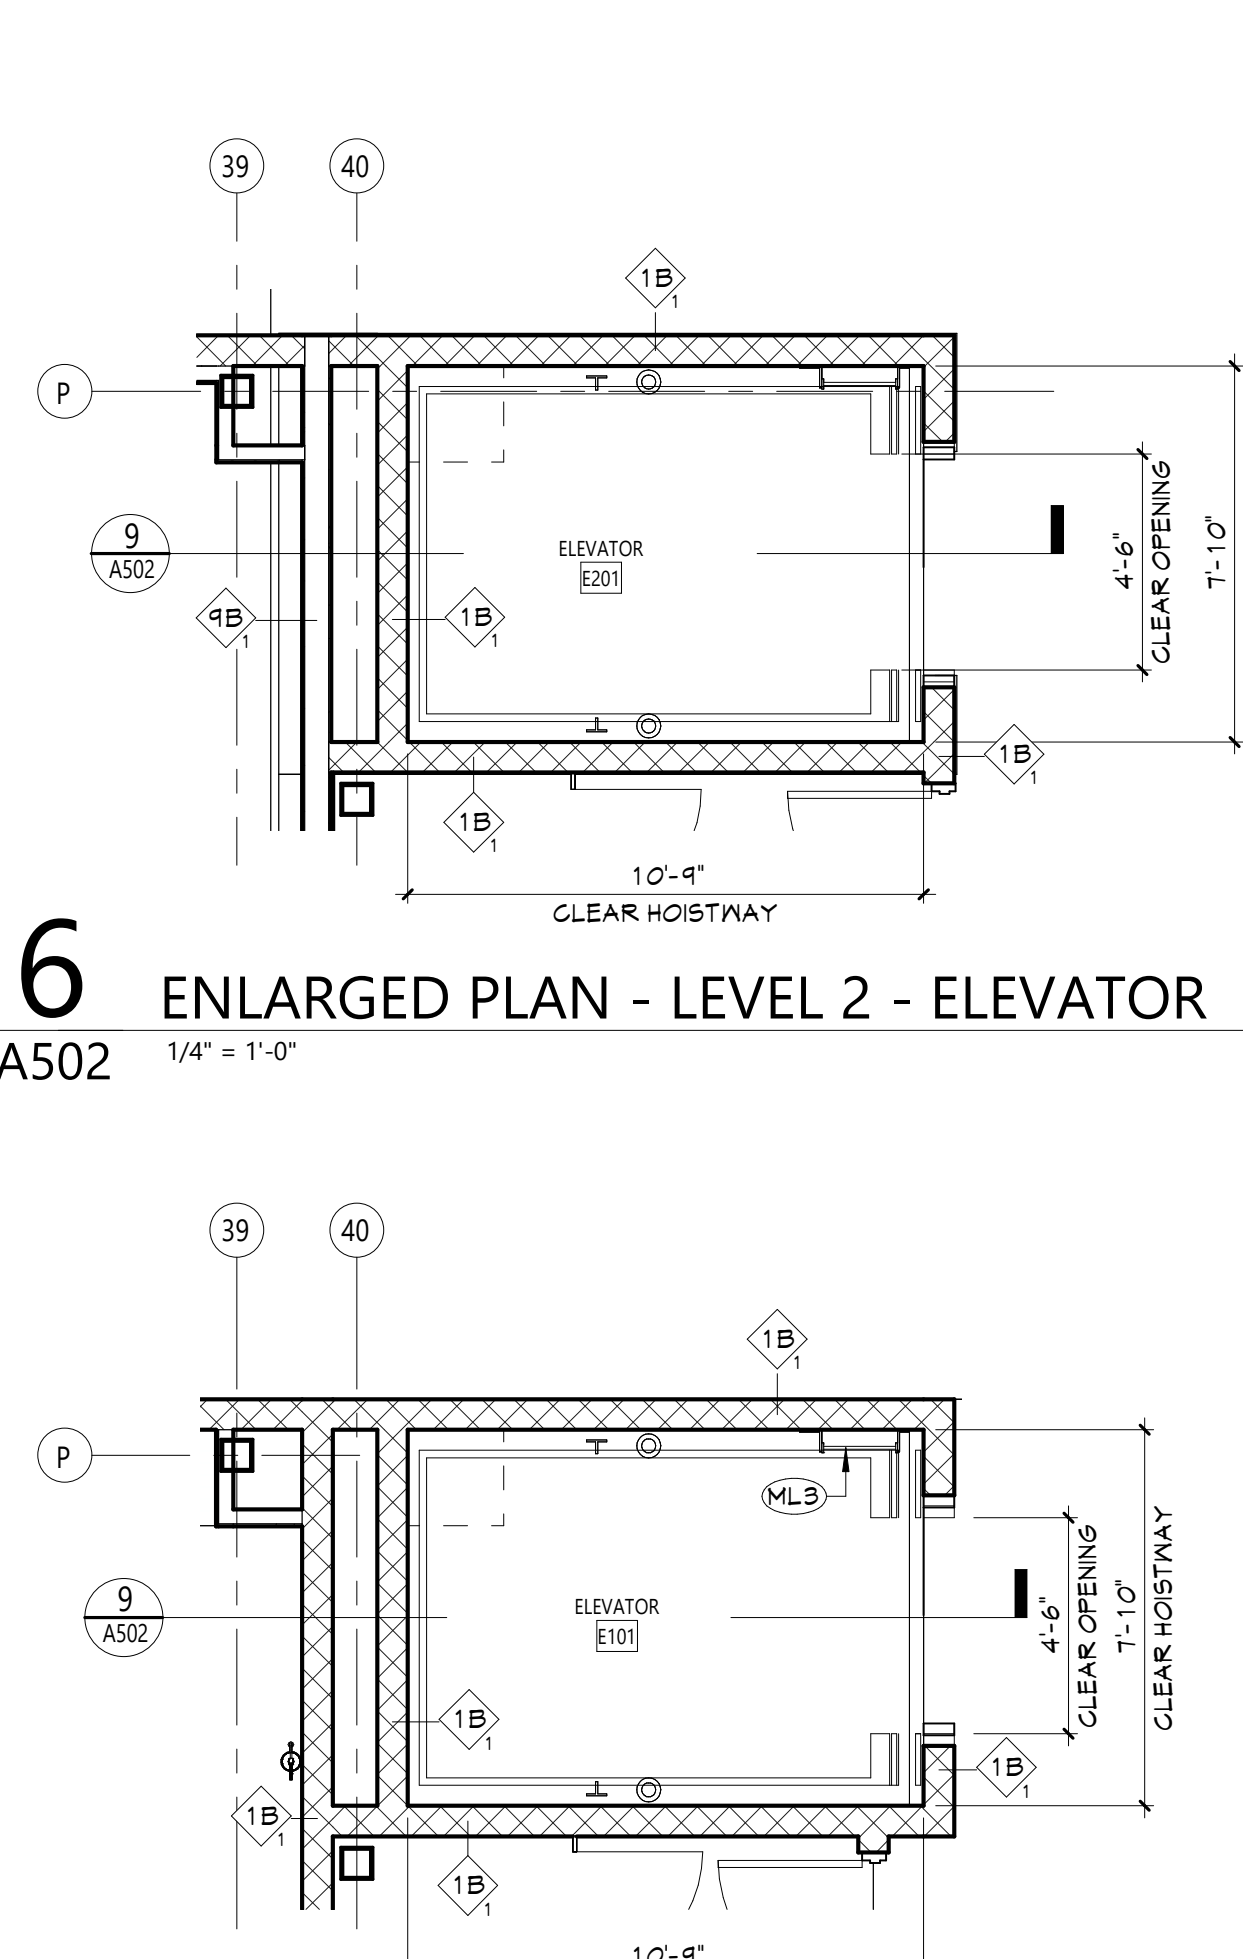 39
40
1B
1
P
CLEAR OPENING
4'-6"
7'-10"
9
A502
ELEVATOR
E201
9B
1
1B
1
1B
1
1B
1
10'-9"
CLEAR HOISTWAY
6
ENLARGED PLAN - LEVEL 2 - ELEVATOR
A502
1/4" = 1'-0"
39
40
1B
1
P
ML3
9
A502
ELEVATOR
E101
4'-6"
CLEAR OPENING
7'-10"
CLEAR HOISTWAY
1B
1
1B
1
1B
1
1B
1
10'-9"